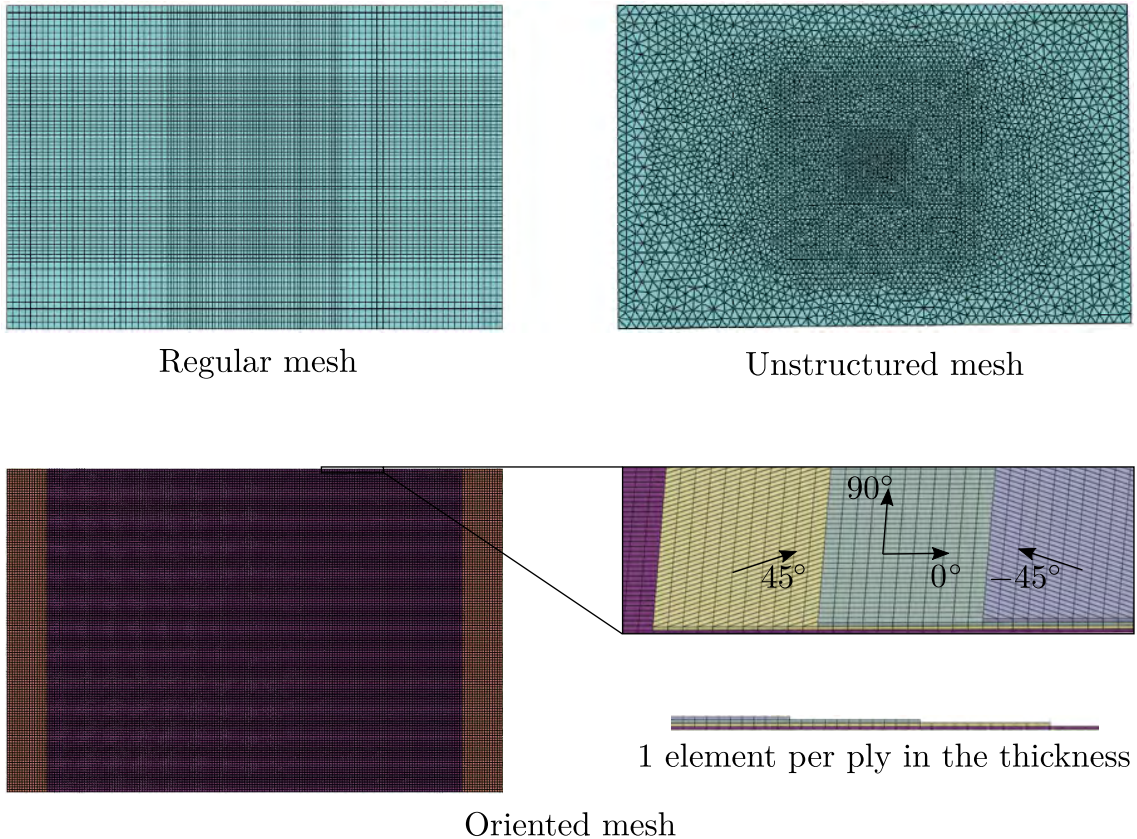 Regular mesh
Unstructured mesh
90°
45°
0°
−45°
1 element per ply in the thickness
Oriented mesh